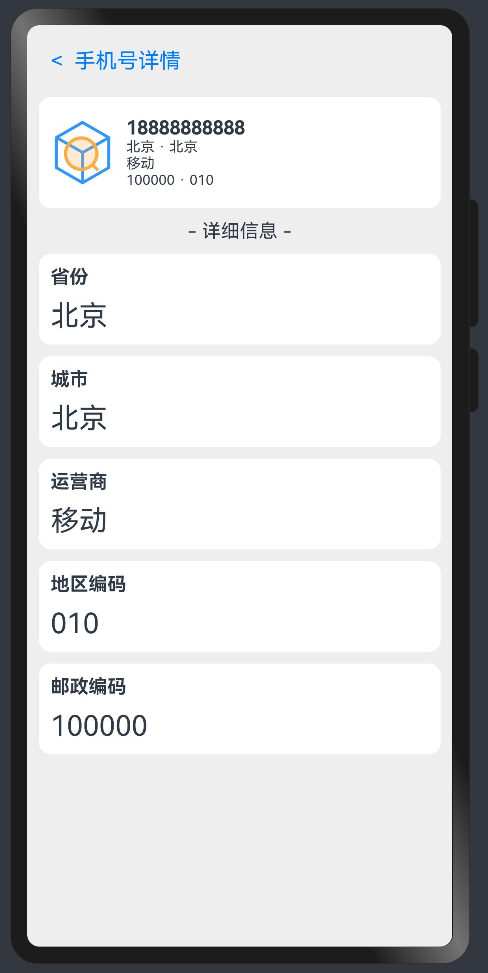 < 手机号详情
18888888888
北京 · 北京
移动
100000 · 010
- 详细信息 -
省份
北京
城市
北京
运营商
移动
地区编码
010
邮政编码
100000